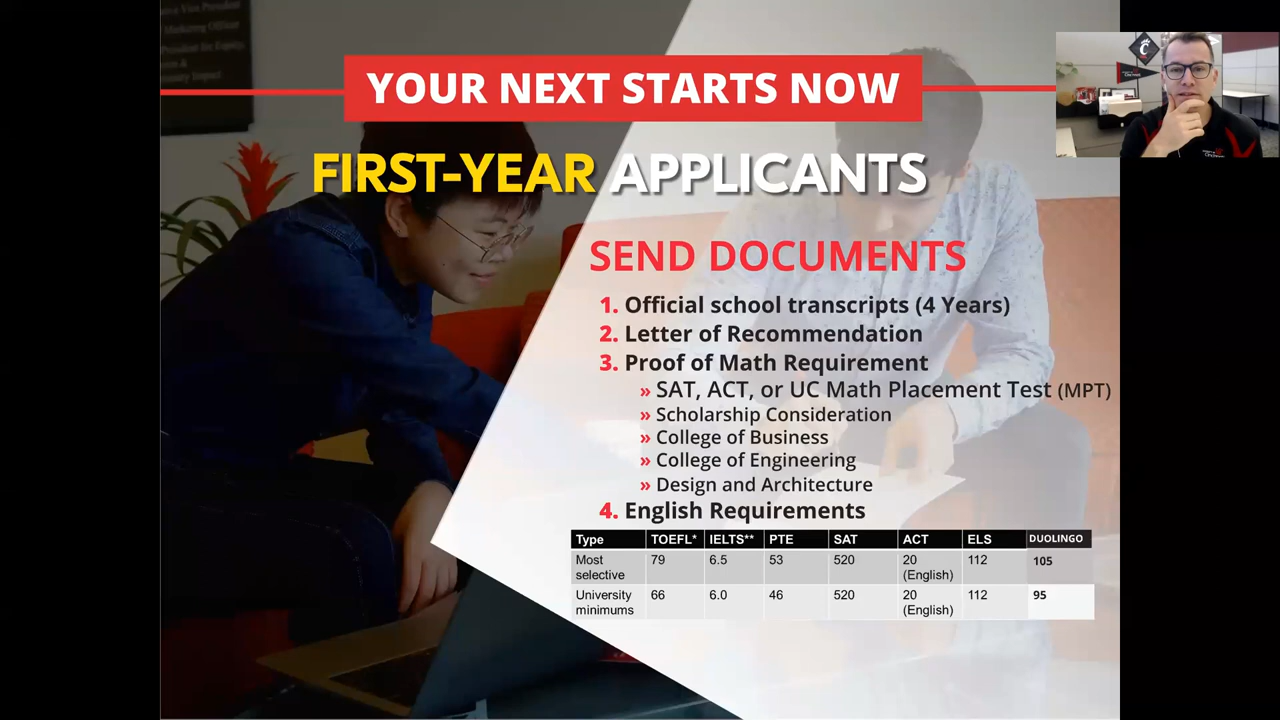 YOUR NEXT STARTS NOW
FIRST-YEAR APPLICANTS
SEND DOCUMENTS
1. Official school transcripts (4 Years)
2. Letter of Recommendation
3. Proof of Math Requirement
» SAT, ACT, or UC Math Placement Test (MPT)
» Scholarship Consideration
» College of Business
» College of Engineering
» Design and Architecture
4. English Requirements
Type TOEFL* IELTS** PTE SAT ACT ELS DUOLINGO
Most selective 79 6.5 53 520 20 (English) 112 105
University minimums 66 6.0 46 520 20 (English) 112 95